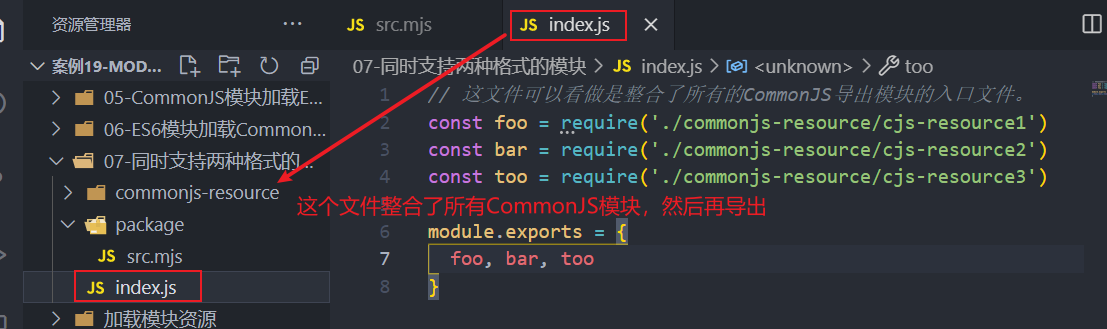 资源管理器 ···
JS src.mjs
JS index.js
案例19-MOD...
07-同时支持两种格式的模块 > JS index.js > <unknown> > too
05-CommonJS模块加载E...
06-ES6模块加载Common...
07-同时支持两种格式的...
commonjs-resource
package
JS src.mjs
JS index.js
加载模块资源
1 // 这文件可以看做是整合了所有的CommonJS导出模块的入口文件。
2 const foo = require('./commonjs-resource/cjs-resource1')
3 const bar = require('./commonjs-resource/cjs-resource2')
4 const too = require('./commonjs-resource/cjs-resource3')
这个文件整合了所有CommonJS模块，然后再导出
6 module.exports = {
7 foo, bar, too
8 }